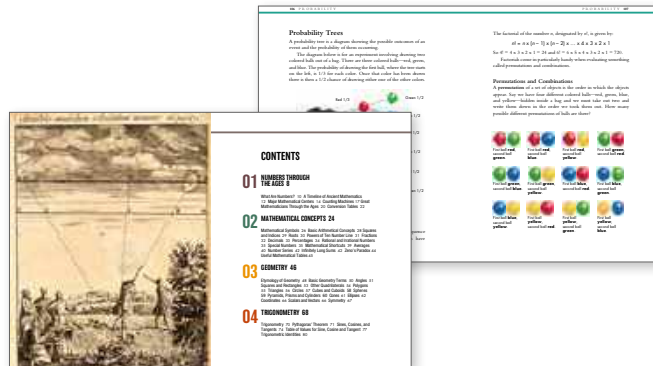 PROBABILITY
PROBABILITY
Probability Trees
A probability tree is a diagram showing the possible outcomes of an
event and the probability of them occurring.
The diagram below is for an experiment involving drawing two
colored balls out of a bag. There are three colored balls—red, green,
and blue. The probability of drawing the first ball, where the tree starts
on the left, is 1/3 for each color. Once that color has been drawn
there is then a 1/2 chance of drawing either one of the other colors.
Red 1/3
Green 1/2
The factorial of the number n, designated by n!, is given by:
n! = n x (n – 1) x (n – 2) x ... x 4 x 3 x 2 x 1
So 4! = 4 x 3 x 2 x 1 = 24 and 6! = 6 x 5 x 4 x 3 x 2 x 1 = 720.
Factorials come in particularly handy when evaluating something
called permutations and combinations.
Permutations and Combinations
A permutation of a set of objects is the order in which the objects
appear. Say we have four different colored balls—red, green, blue,
and yellow—hidden inside a bag and we must take out two and
write them down in the order we took them out. How many
possible different permutations of balls are there?
First ball red, second ball green
First ball red, second ball blue
First ball red, second ball yellow
First ball green, second ball red
First ball green, second ball blue
First ball green, second ball yellow
First ball blue, second ball red
First ball blue, second ball green
First ball blue, second ball yellow
First ball yellow, second ball red
First ball yellow, second ball green
First ball yellow, second ball blue
CONTENTS
01 NUMBERS THROUGH
THE AGES 8
What Are Numbers? 10 A Timeline of Ancient Mathematics
12 Major Mathematical Centers 14 Counting Machines 17 Great
Mathematicians Through the Ages 20 Conversion Tables 22
02 MATHEMATICAL CONCEPTS 24
Mathematical Symbols 26 Basic Arithmetical Concepts 28 Squares
and Indices 29 Roots 30 Powers of Ten Number Line 31 Fractions
32 Decimals 33 Percentages 34 Rational and Irrational Numbers
35 Special Numbers 38 Mathematical Shortcuts 39 Averages
40 Number Series 42 Infinitely Long Guide 43 Zeno's Paradox 44
Useful Mathematical Tables 45
03 GEOMETRY 46
Etymology of Geometry 48 Basic Geometry Terms 50 Angles 51
Squares and Rectangles 52 Other Quadrilaterals 54 Polygons
55 Triangles 56 Circles 57 Cubes and Cuboids 58 Spheres
59 Pyramids, Prisms and Cylinders 60 Cones 61 Ellipses 62
Coordinates 64 Scalars and Vectors 66 Symmetry 67
04 TRIGONOMETRY 68
Trigonometry 70 Pythagoras' Theorem 71 Sines, Cosines, and
Tangents 74 Table of Values for Sine, Cosine and Tangent 77
Trigonometric Identities 80